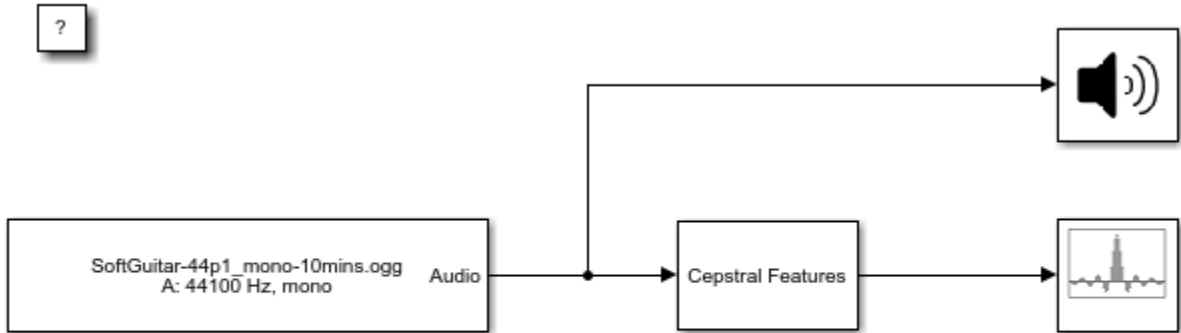 ?
SoftGuitar-44p1_mono-10mins.ogg
A: 44100 Hz, mono
Audio
Cepstral Features